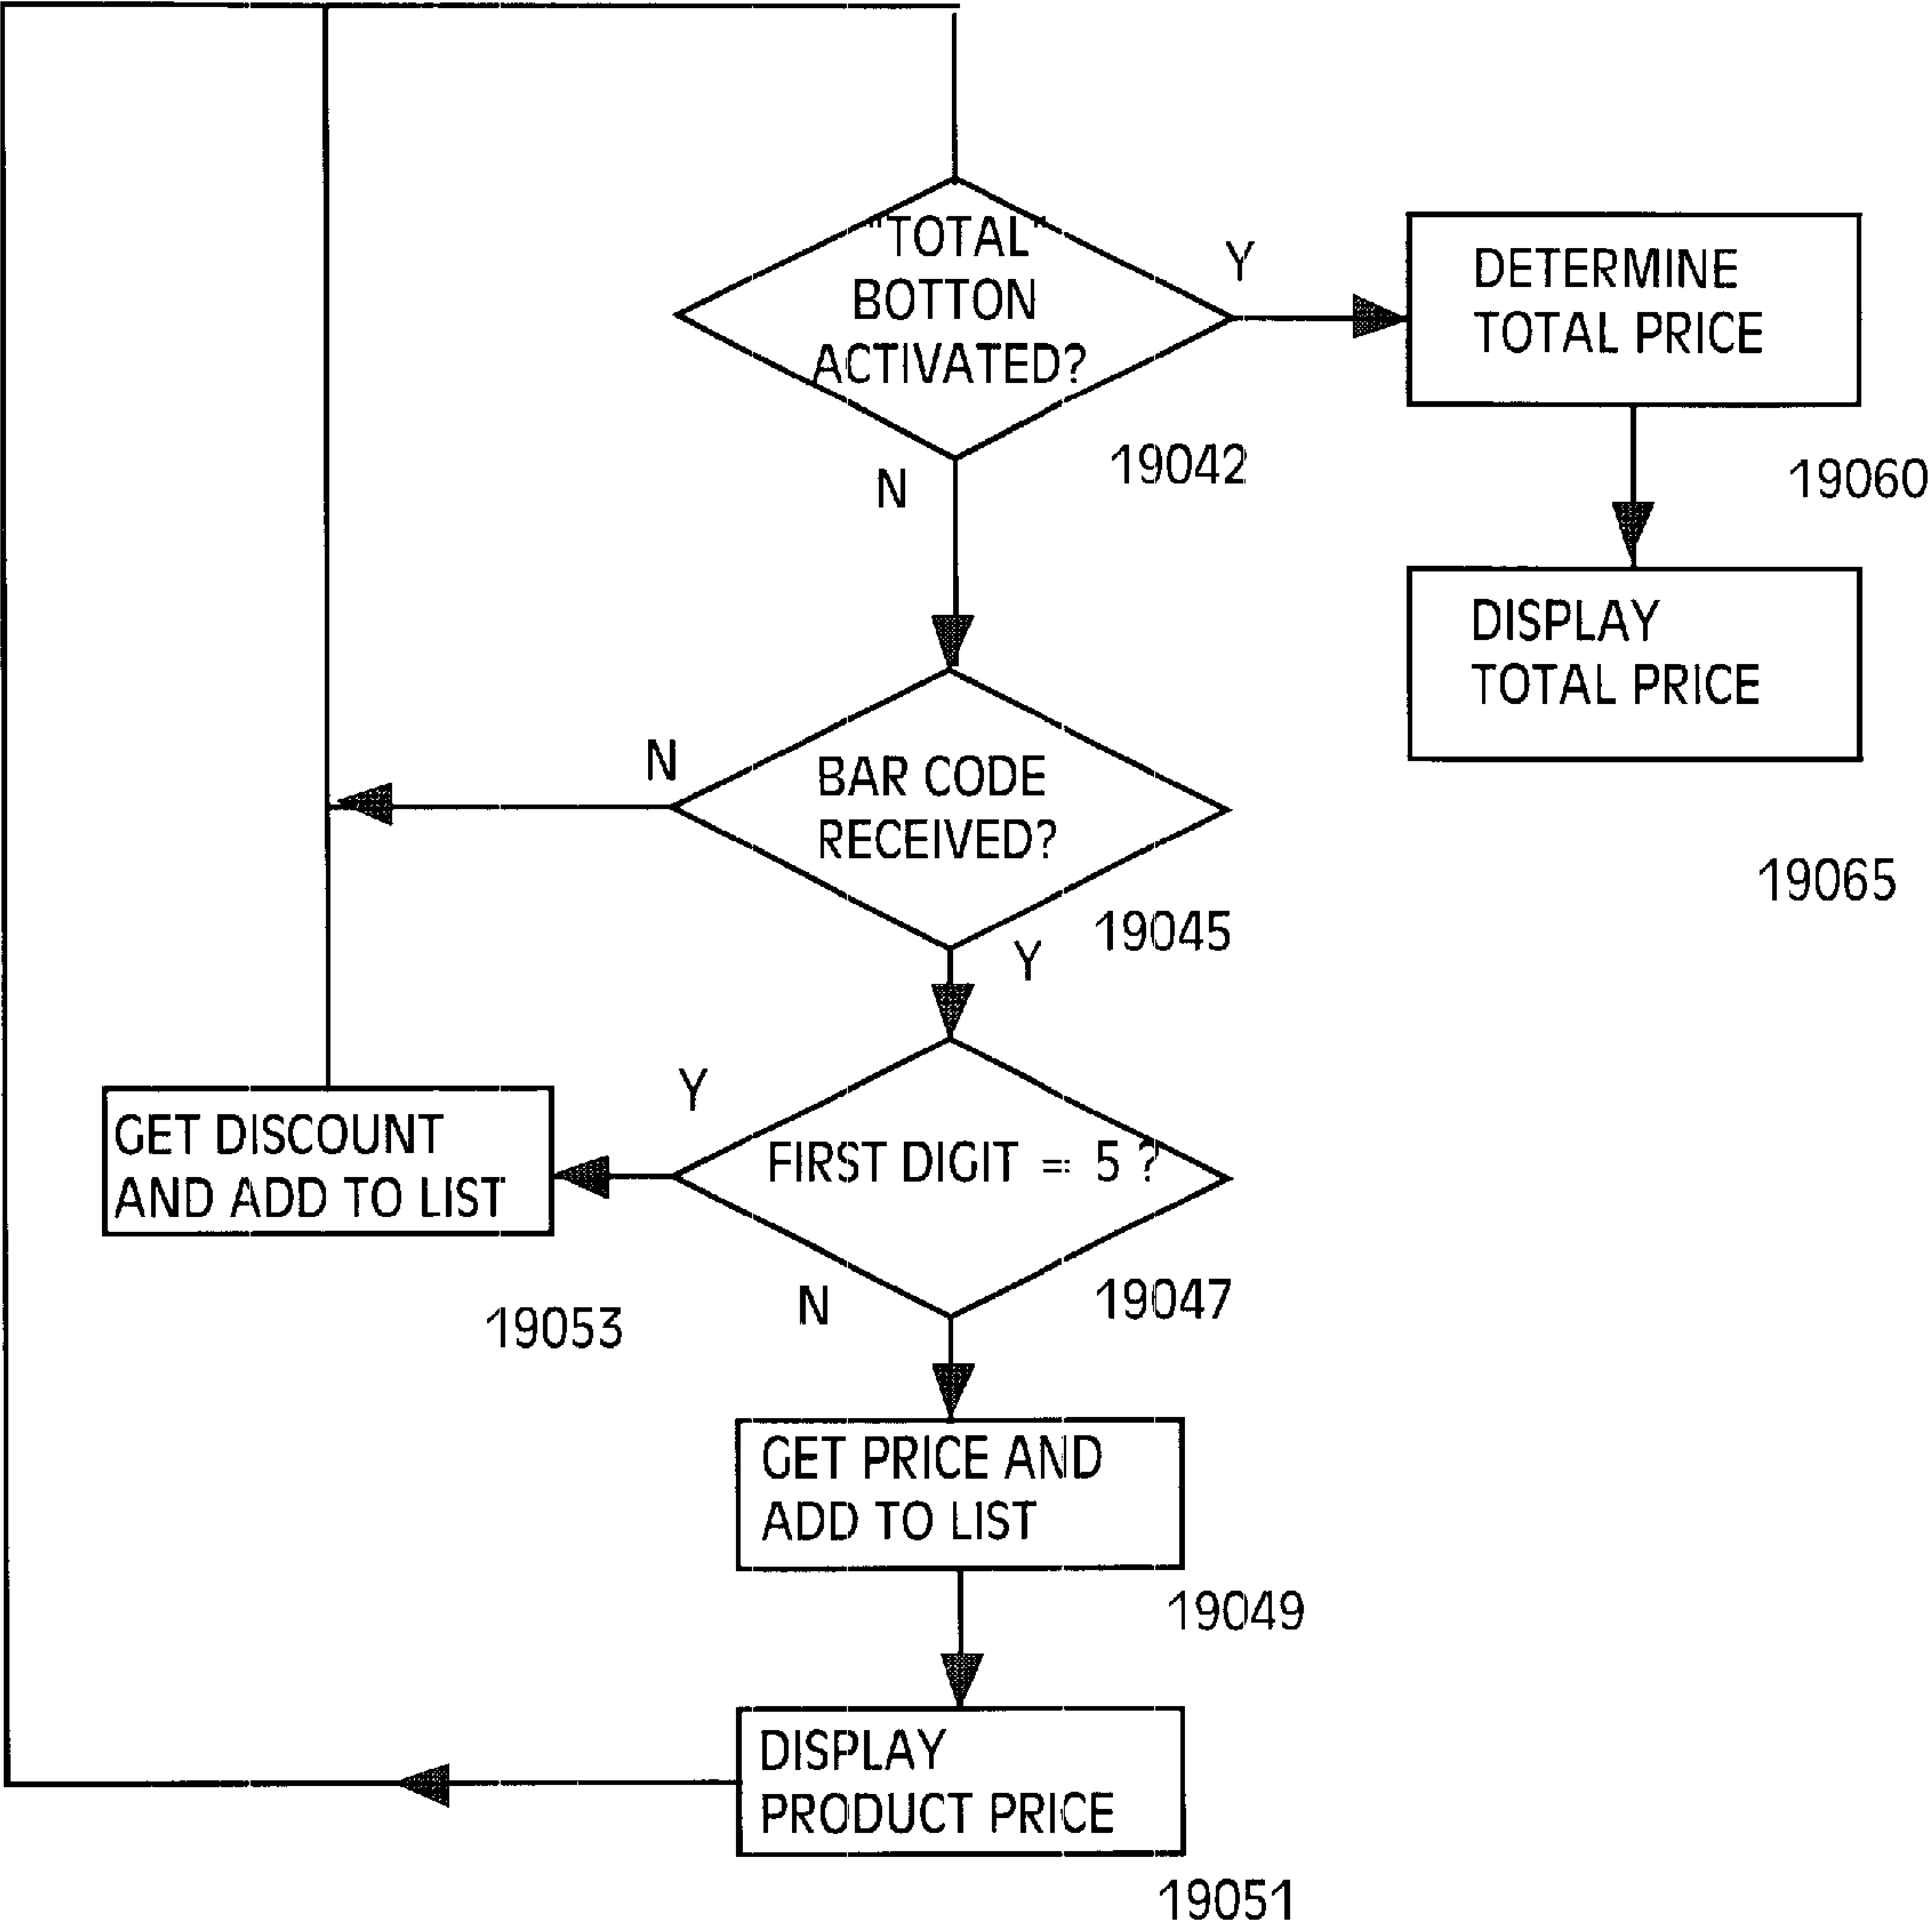 "TOTAL"
BOTTON
ACTIVATED?
Y
DETERMINE
TOTAL PRICE
19042
19060
N
DISPLAY
TOTAL PRICE
N
BAR CODE
RECEIVED?
19065
19045
Y
Y
GET DISCOUNT
AND ADD TO LIST
FIRST DIGIT = 5 ?
19053
N
19047
GET PRICE AND
ADD TO LIST
19049
DISPLAY
PRODUCT PRICE
19051